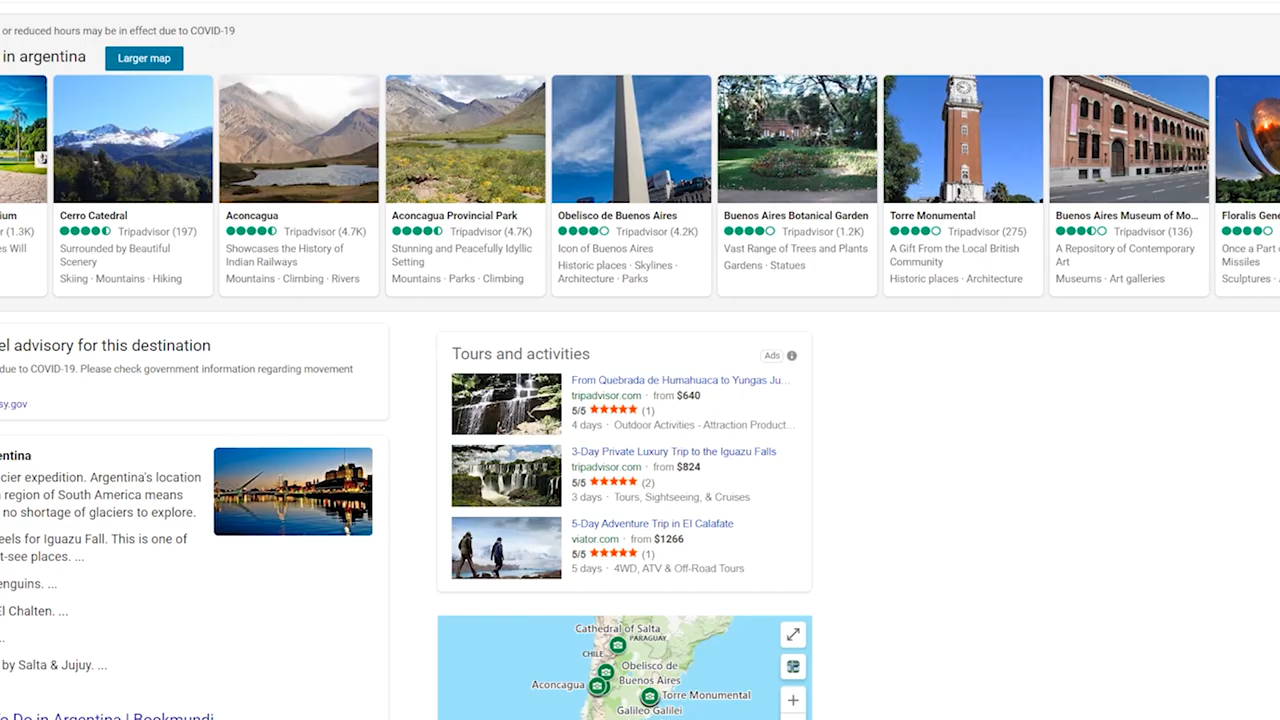 or reduced hours may be in effect due to COVID-19
in argentina
Larger map
ium
or (1.3K)
es Will
Cerro Catedral
Tripadvisor (197)
Surrounded by Beautiful
Scenery
Skiing · Mountains · Hiking
Aconcagua
Tripadvisor (4.7K)
Showcases the History of
Indian Railways
Mountains · Climbing · Rivers
Aconcagua Provincial Park
Tripadvisor (4.7K)
Stunning and Peacefully Idyllic
Setting
Mountains · Parks · Climbing
Obelisco de Buenos Aires
Tripadvisor (4.2K)
Icon of Buenos Aires
Historic places · Skylines ·
Architecture · Parks
Buenos Aires Botanical Garden
Tripadvisor (1.2K)
Vast Range of Trees and Plants
Gardens · Statues
Torre Monumental
Tripadvisor (275)
A Gift From the Local British
Community
Historic places · Architecture
Buenos Aires Museum of Mo...
Tripadvisor (136)
A Repository of Contemporary
Art
Museums · Art galleries
Floralis Gene
Once a Part o
Missiles
Sculptures ·
el advisory for this destination
due to COVID-19. Please check government information regarding movement
sy.gov
entina
cier expedition. Argentina's location
region of South America means
no shortage of glaciers to explore.
eels for Iguazu Fall. This is one of
t-see places. ...
enguins. ...
El Chalten. ...
..
by Salta & Jujuy. ...
o Do in Argentina | Bookmundi
Tours and activities
Ads
From Quebrada de Humahuaca to Yungas Ju...
tripadvisor.com · from $640
5/5 ★★★★★ (1)
4 days · Outdoor Activities - Attraction Product...
3-Day Private Luxury Trip to the Iguazu Falls
tripadvisor.com · from $824
5/5 ★★★★★ (2)
3 days · Tours, Sightseeing, & Cruises
5-Day Adventure Trip in El Calafate
viator.com · from $1266
5/5 ★★★★★ (1)
5 days · 4WD, ATV & Off-Road Tours
Cathedral of Salta
PARAGUAY
CHILE
Obelisco de
Buenos Aires
Aconcagua
Torre Monumental
Galileo Galilei